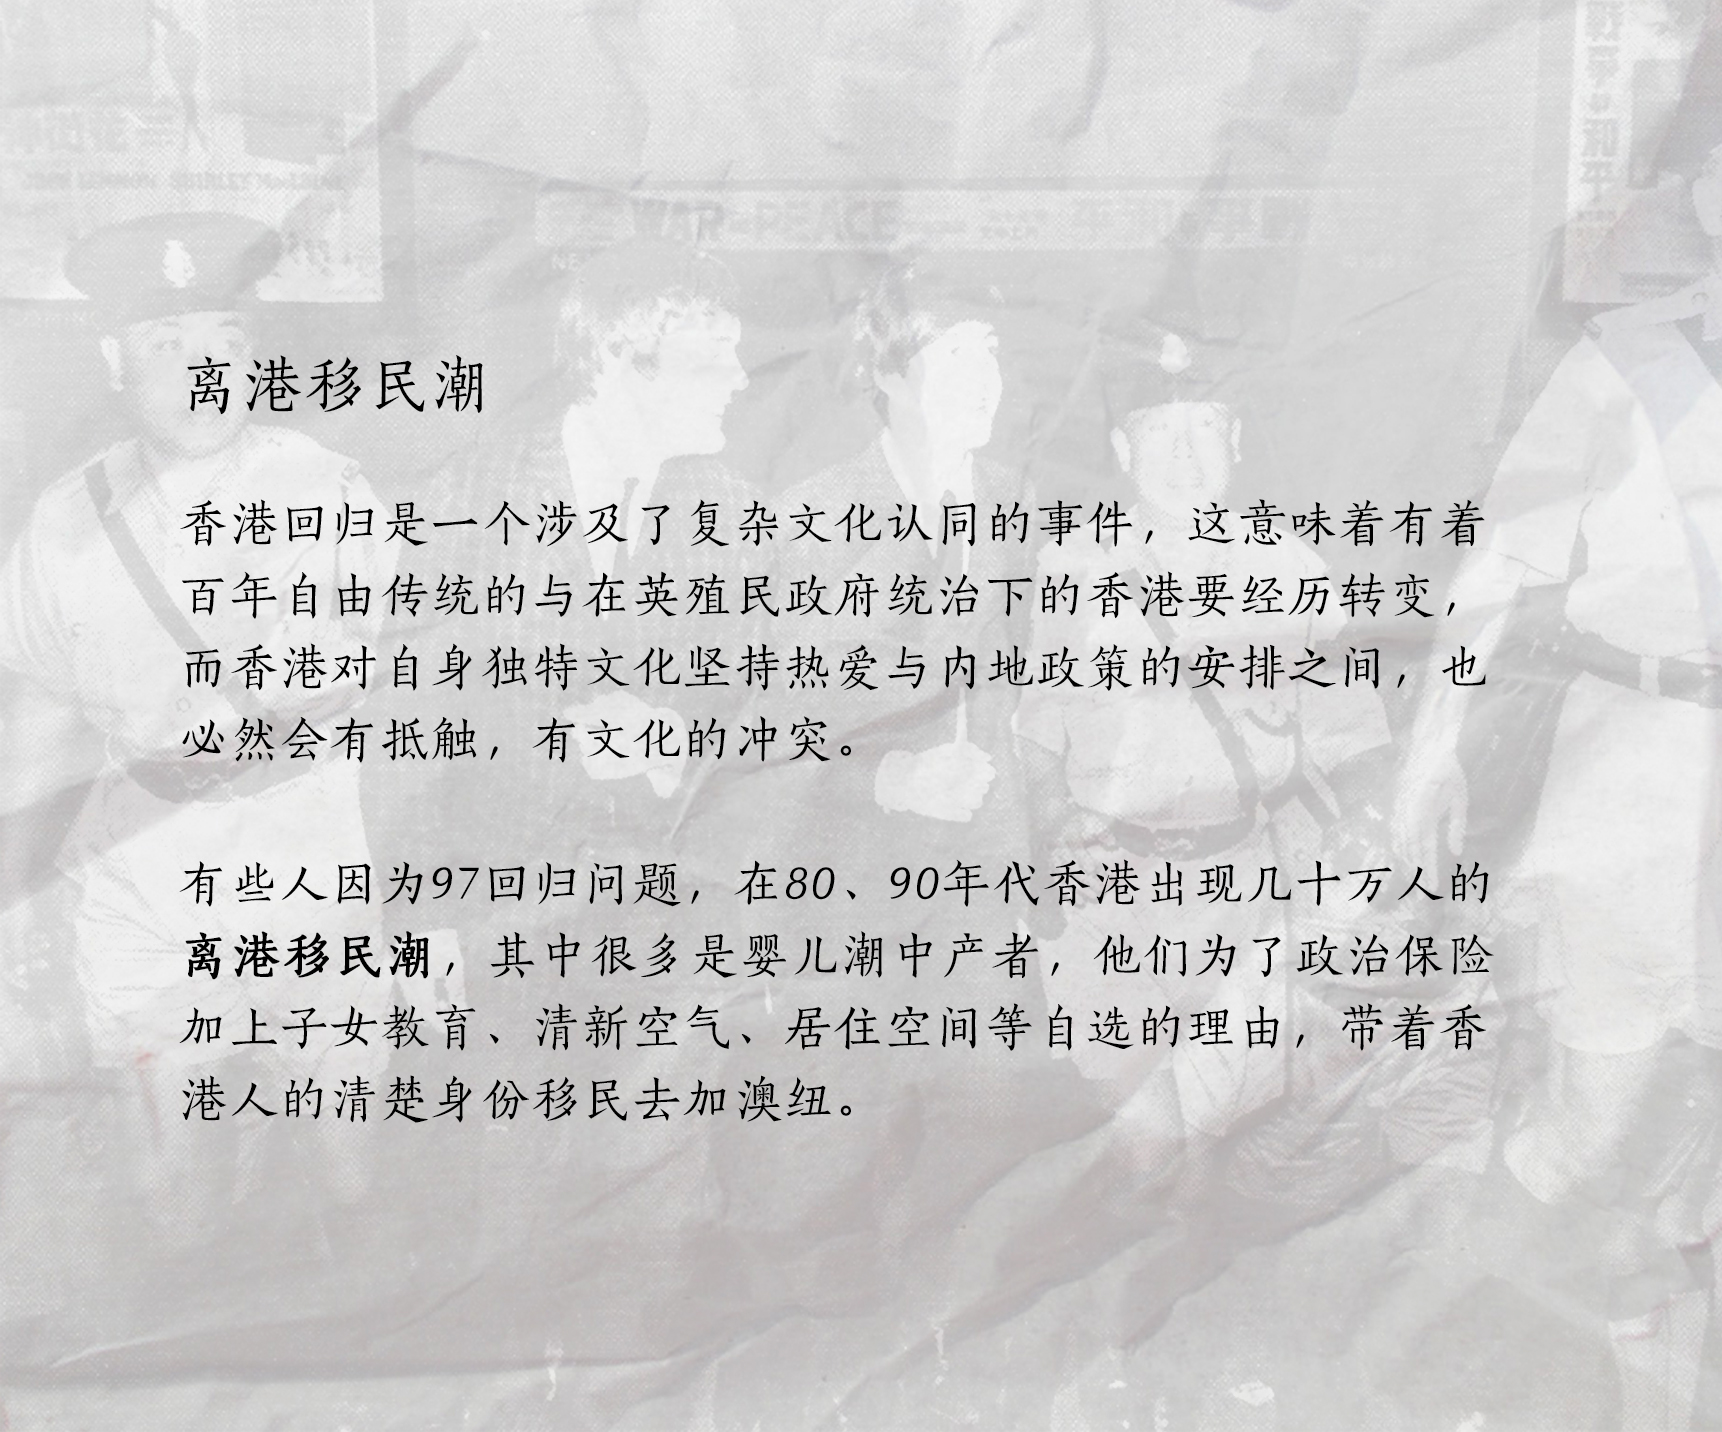 JOHN LENNON
WAR PEACE
和平
离港移民潮
香港回归是一个涉及了复杂文化认同的事件，这意味着有着
百年自由传统的与在英殖民政府统治下的香港要经历转变，
而香港对自身独特文化坚持热爱与内地政策的安排之间，也
必然会有抵触，有文化的冲突。
有些人因为97回归问题，在80、90年代香港出现几十万人的
离港移民潮，其中很多是婴儿潮中产者，他们为了政治保险
加上子女教育、清新空气、居住空间等自选的理由，带着香
港人的清楚身份移民去加澳纽。